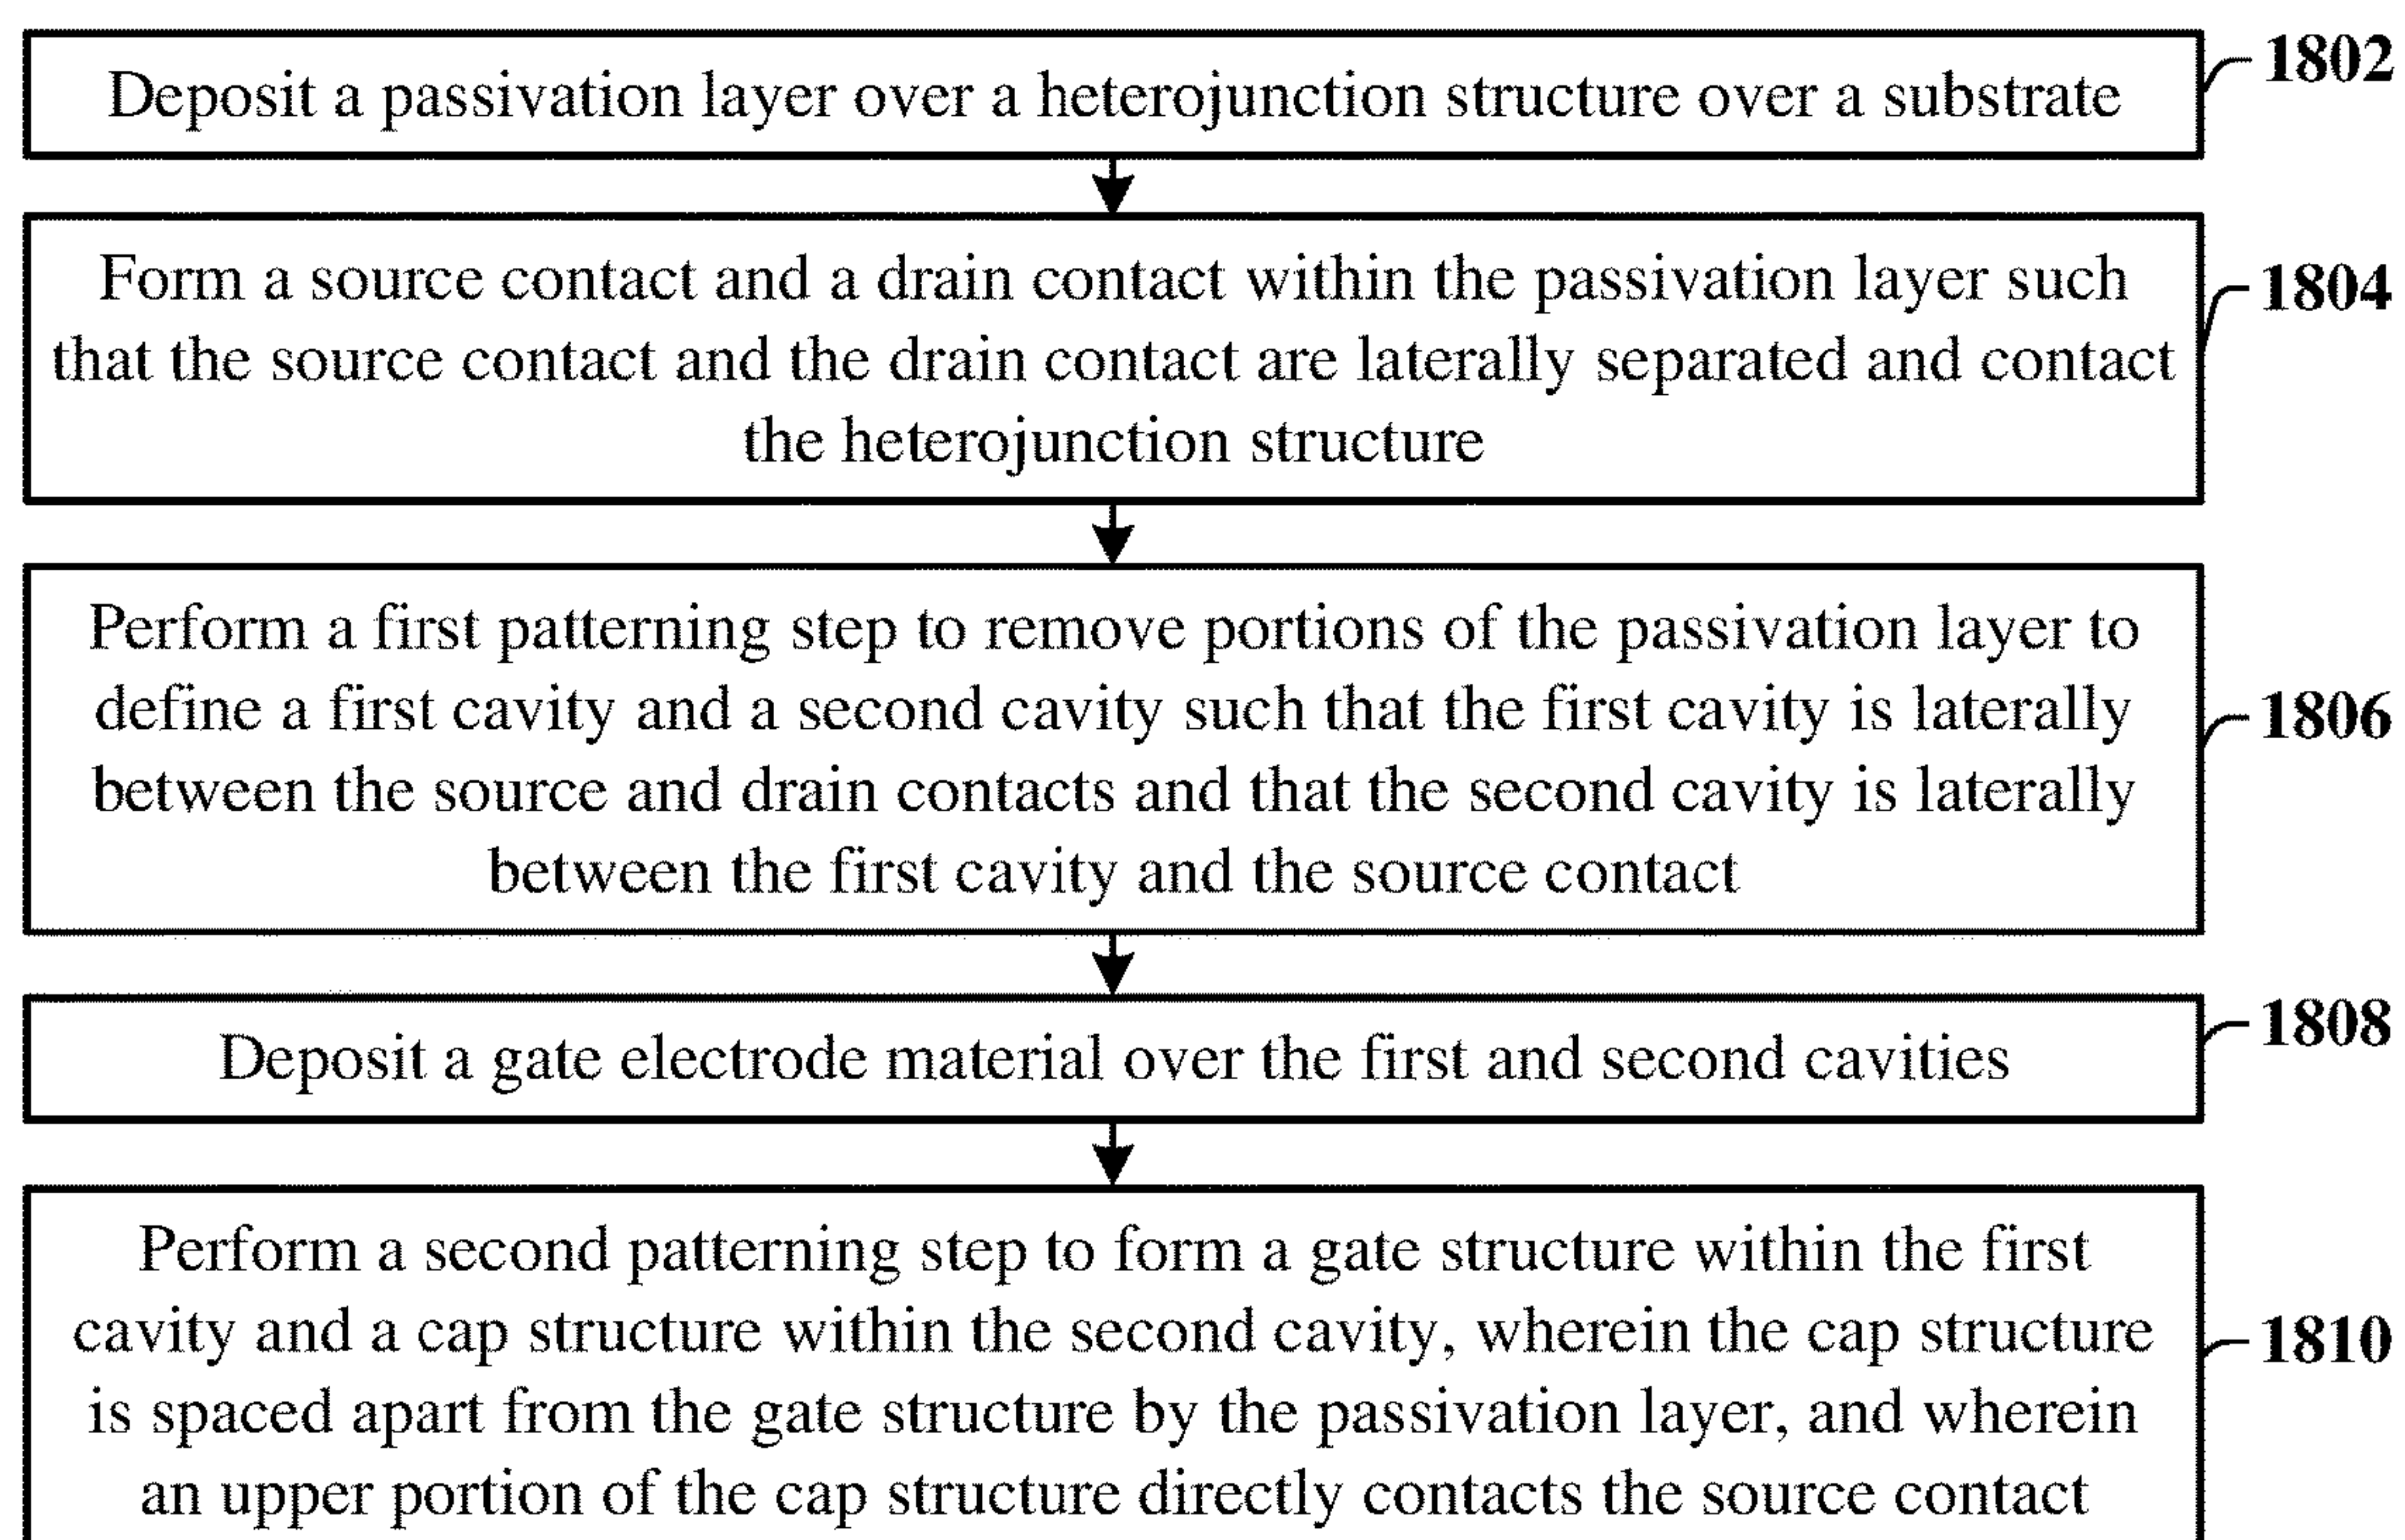 Deposit a passivation layer over a heterojunction structure over a substrate
1802
Form a source contact and a drain contact within the passivation layer such
that the source contact and the drain contact are laterally separated and contact
the heterojunction structure
1804
Perform a first patterning step to remove portions of the passivation layer to
define a first cavity and a second cavity such that the first cavity is laterally
between the source and drain contacts and that the second cavity is laterally
between the first cavity and the source contact
1806
Deposit a gate electrode material over the first and second cavities
1808
Perform a second patterning step to form a gate structure within the first
cavity and a cap structure within the second cavity, wherein the cap structure
is spaced apart from the gate structure by the passivation layer, and wherein
an upper portion of the cap structure directly contacts the source contact
1810